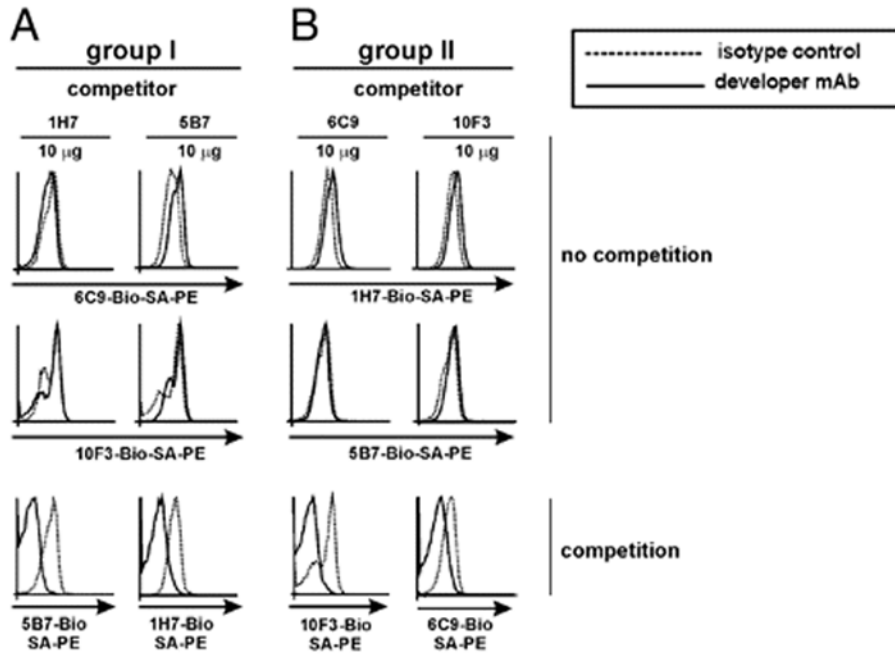 A
B
group I
group II
competitor
competitor
1H7
5B7
6C9
10F3
10 μg
10 μg
10 μg
10 μg
isotype control
developer mAb
6C9-Bio-SA-PE
1H7-Bio-SA-PE
no competition
10F3-Bio-SA-PE
5B7-Bio-SA-PE
competition
5B7-Bio
SA-PE
1H7-Bio
SA-PE
10F3-Bio
SA-PE
6C9-Bio
SA-PE